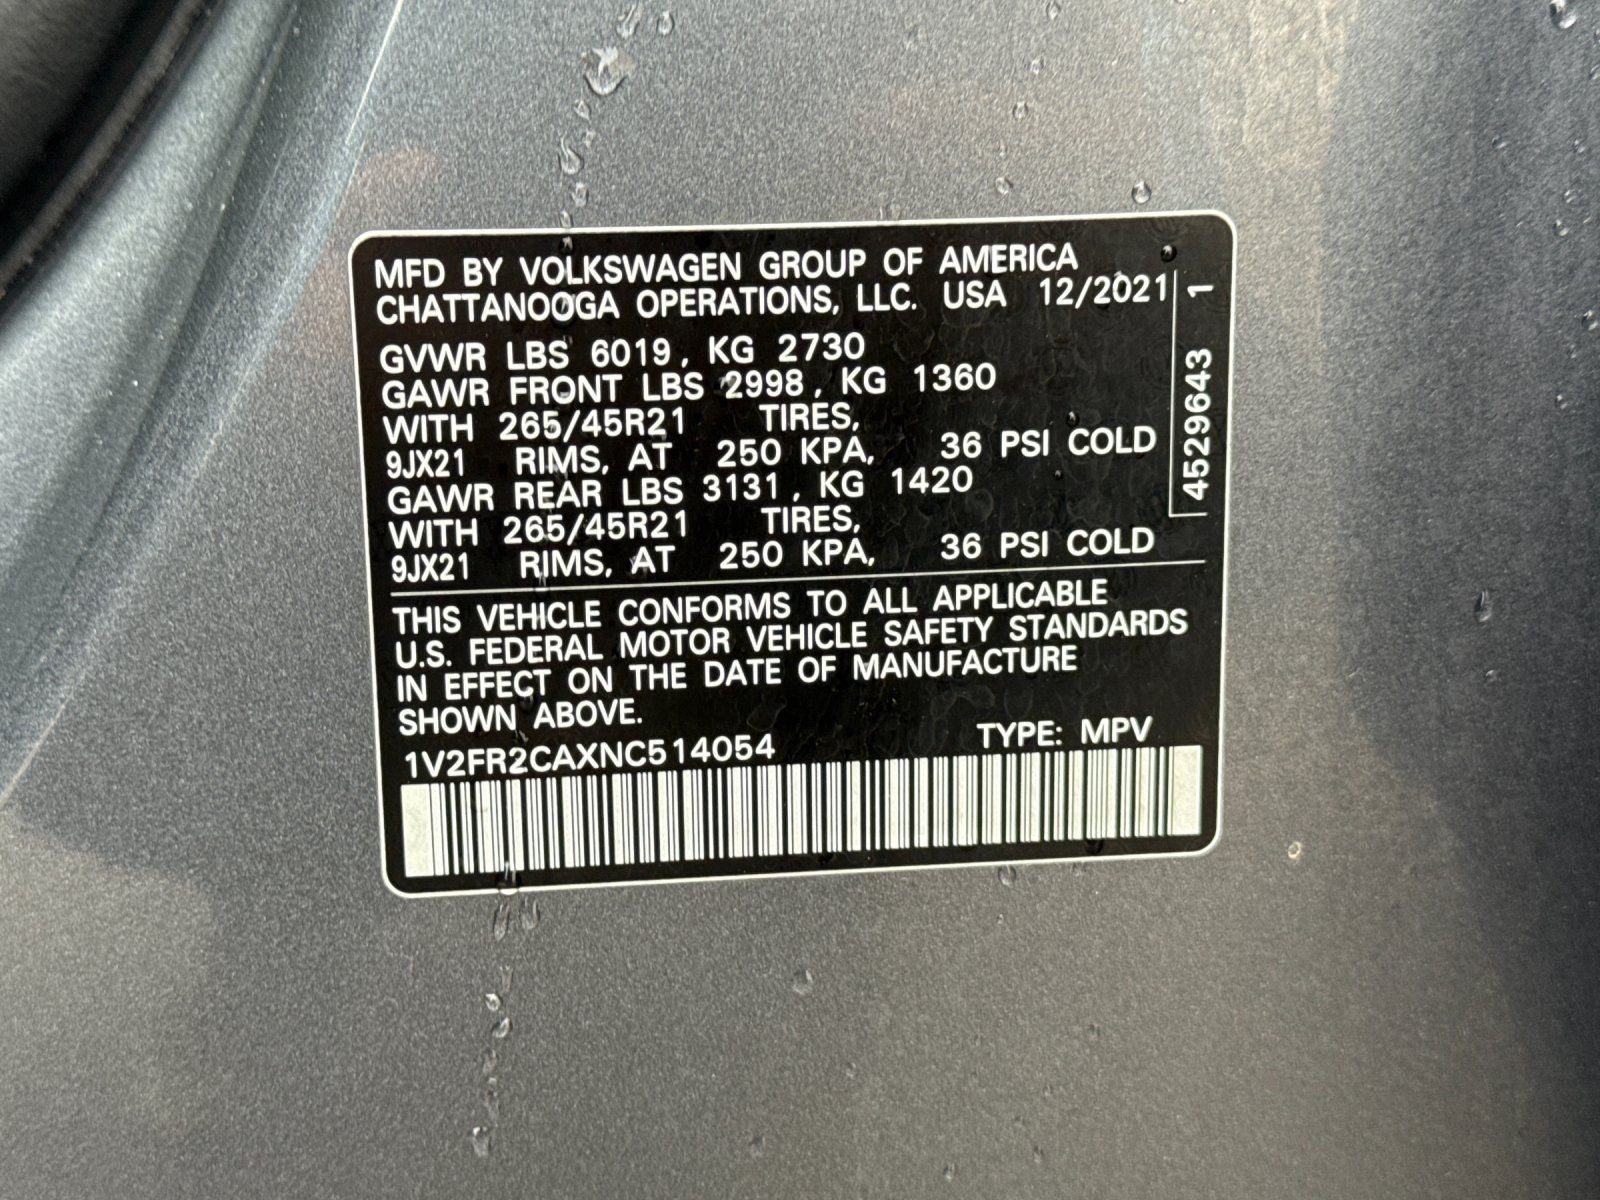 MFD BY VOLKSWAGEN GROUP OF AMERICA
CHATTANOOGA OPERATIONS, LLC. USA 12/2021
GVWR LBS 6019, KG 2730
GAWR FRONT LBS 2998, KG 1360
WITH 265/45R21 TIRES,
9JX21 RIMS, AT 250 KPA, 36 PSI COLD
GAWR REAR LBS 3131, KG 1420
WITH 265/45R21 TIRES,
9JX21 RIMS, AT 250 KPA, 36 PSI COLD
4529643 1
THIS VEHICLE CONFORMS TO ALL APPLICABLE
U.S. FEDERAL MOTOR VEHICLE SAFETY STANDARDS
IN EFFECT ON THE DATE OF MANUFACTURE
SHOWN ABOVE.
1V2FR2CAXNC514054 TYPE: MPV